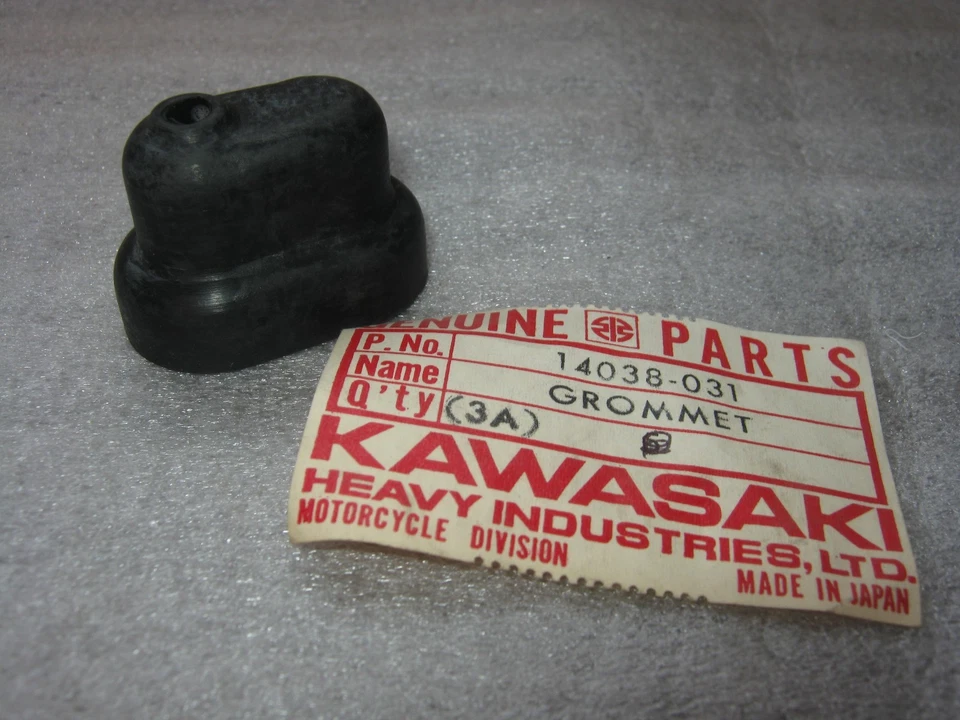 GENUINE PARTS
P. No. 14038-031
Name GROMMET
Q'ty (3A)
KAWASAKI
HEAVY INDUSTRIES, LTD.
MOTORCYCLE DIVISION
MADE IN JAPAN